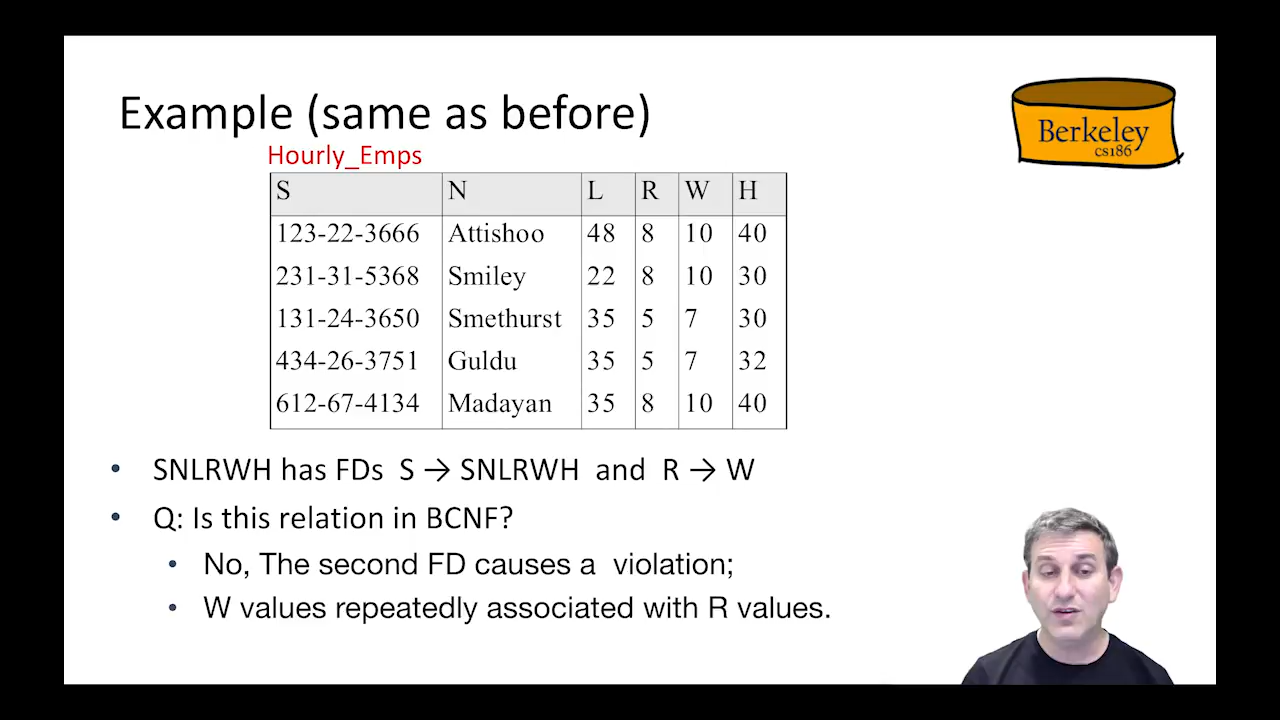 Example (same as before)
Berkeley
cs186
Hourly_Emps
S N L R W H
123-22-3666 Attishoo 48 8 10 40
231-31-5368 Smiley 22 8 10 30
131-24-3650 Smethurst 35 5 7 30
434-26-3751 Guldu 35 5 7 32
612-67-4134 Madayan 35 8 10 40
• SNLRWH has FDs S → SNLRWH and R → W
• Q: Is this relation in BCNF?
• No, The second FD causes a violation;
• W values repeatedly associated with R values.